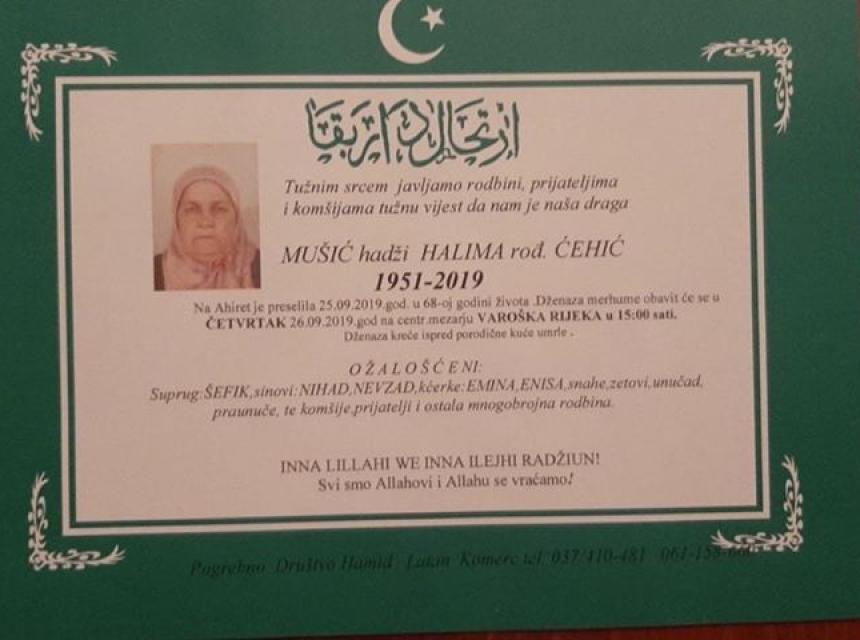 ارتحال دار بقا
Tužnim srcem javljamo rodbini, prijateljima
i komšijama tužnu vijest da nam je naša draga
MUŠIĆ hadži HALIMA rođ. ĆEHIĆ
1951-2019
Na Ahiret je preselila 25.09.2019.god. u 68-oj godini života .Dženaza merhume obavit će se u
ČETVRTAK 26.09.2019.god na centr.mezarju VAROŠKA RIJEKA u 15:00 sati.
Dženaza kreće ispred porodične kuće umrle .
OŽALOŠĆENI:
Suprug:ŠEFIK,sinovi:NIHAD,NEVZAD,kćerke:EMINA,ENISA,snahe,zetovi,unučad,
praunuče, te komšije,prijatelji i ostala mnogobrojna rodbina.
INNA LILLAHI WE INNA ILEJHI RADŽIUN!
Svi smo Allahovi i Allahu se vraćamo!
Pogrebno Društvo Hamid Komerc tel. 037/410-481